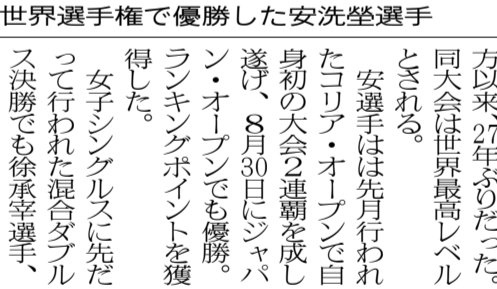 世界選手権で優勝した安洗塋選手
方以来、27年ぶりだった。
同大会は世界最高レベル
とされる。
安選手はは先月行われ
たコリア・オープンで自
身初の大会2連覇を成し
遂げ、8月30日にジャパ
ン・オープンでも優勝。
ランキングポイントを獲
得した。
女子シングルスに先だ
って行われた混合ダブル
ス決勝でも徐承宰選手、